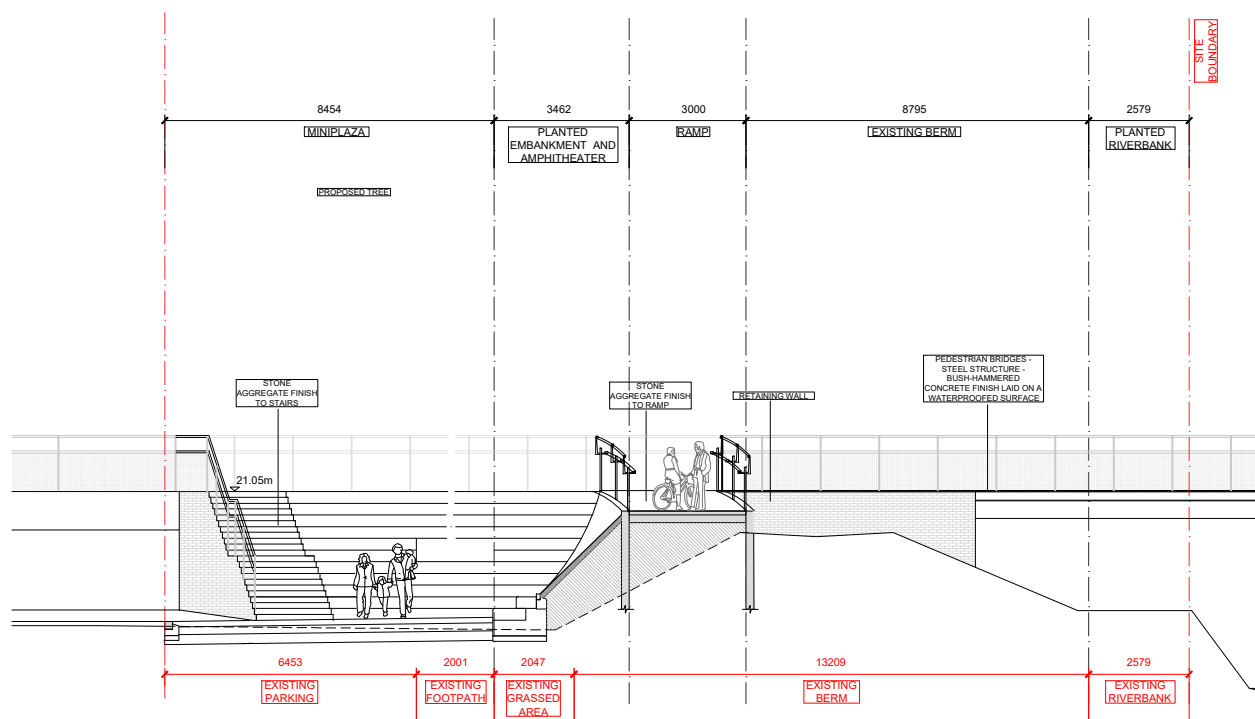 SITE
BOUNDARY
8454
3462
3000
8795
2579
MINIPLAZA
PLANTED
EMBANKMENT AND
AMPHITHEATER
RAMP
EXISTING BERM
PLANTED
RIVERBANK
PROPOSED TREE
STONE
AGGREGATE FINISH
TO STAIRS
STONE
AGGREGATE FINISH
TO RAMP
RETAINING WALL
PEDESTRIAN BRIDGES -
STEEL STRUCTURE -
BUSH-HAMMERED
CONCRETE FINISH LAID ON A
WATERPROOFED SURFACE
21.05m
6453
2001
2047
13209
2579
EXISTING
PARKING
EXISTING
FOOTPATH
EXISTING
GRASSED
AREA
EXISTING
BERM
EXISTING
RIVERBANK